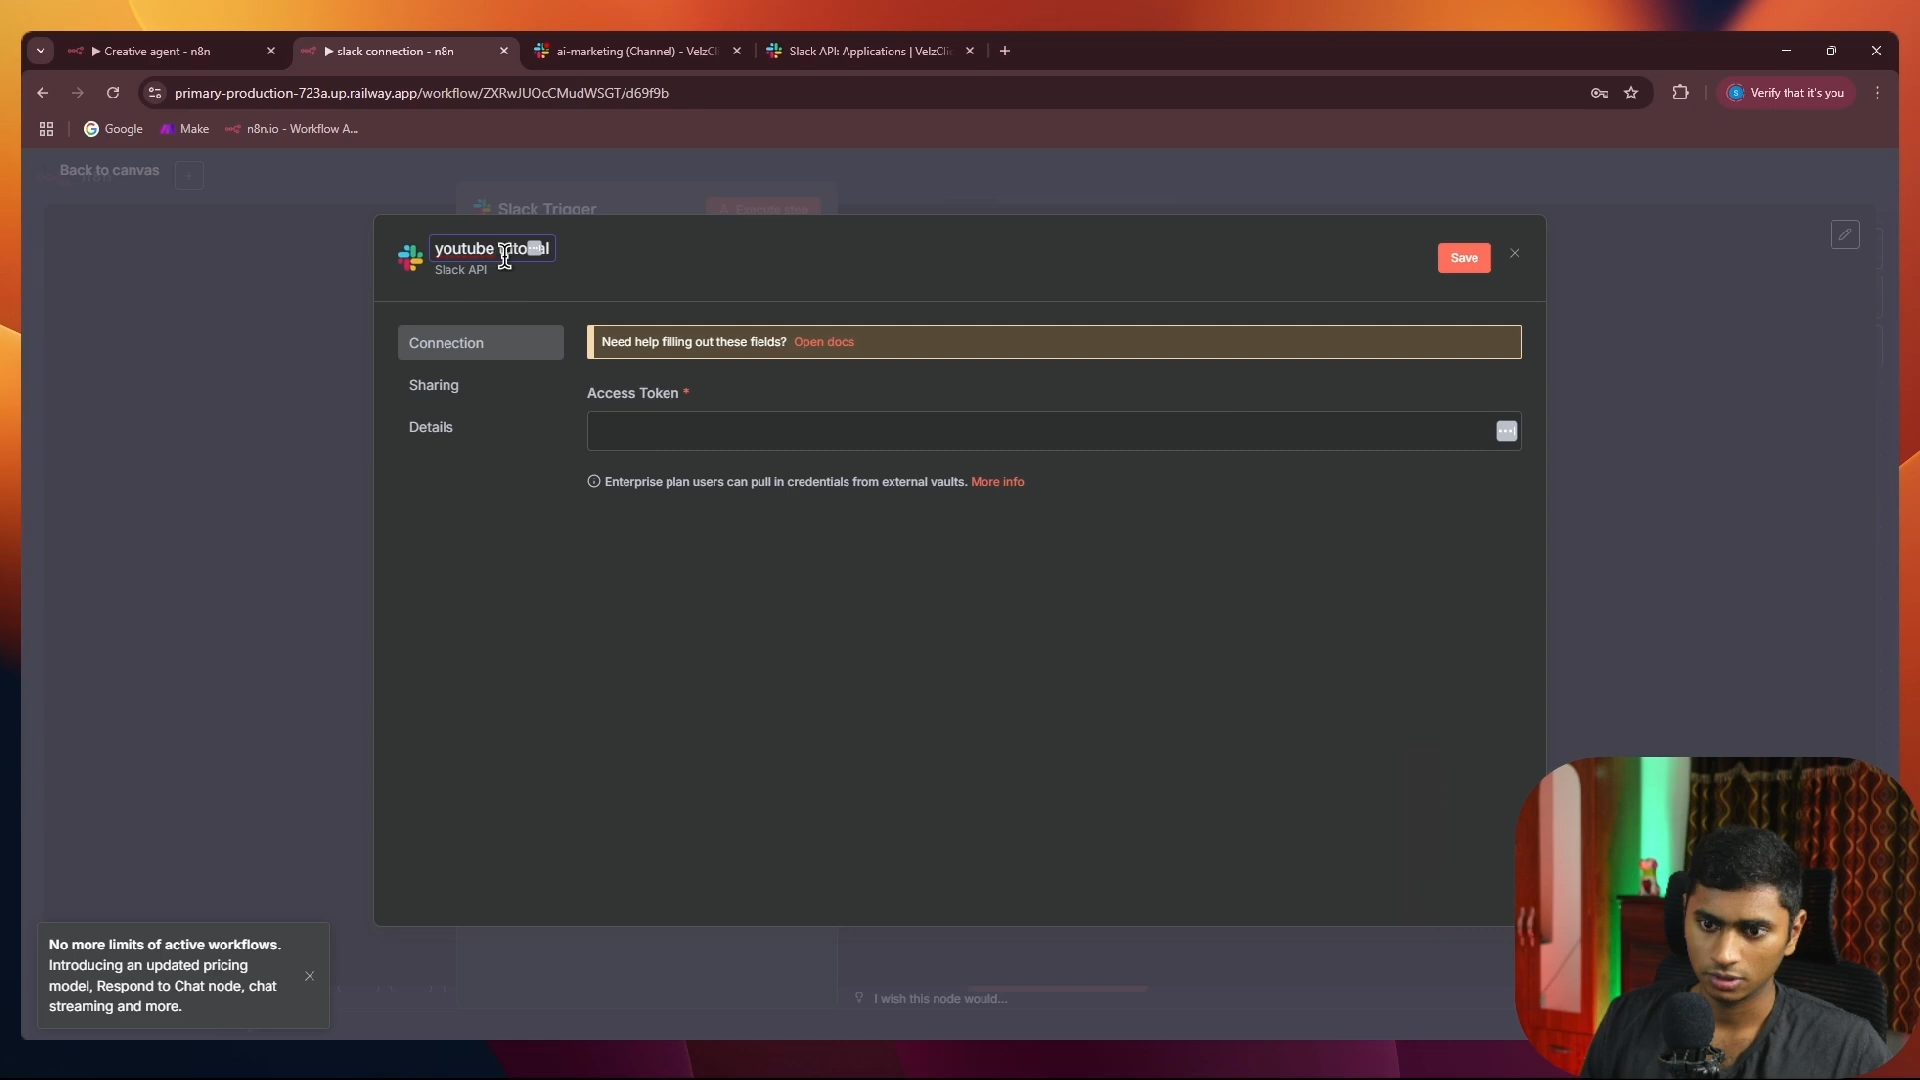 Creative agent - n8n
slack connection - n8n
ai-marketing (Channel) - VelzCli
Slack API: Applications | VelzClic
primary-production-723a.up.railway.app/workflow/ZXRwJUOcCMudWSGT/d69f9b
Verify that it's you
Google
Make
n8n.io - Workflow A...
Back to canvas
Slack Trigger
Execute step
youtube
Slack API
Save
Connection
Sharing
Details
Need help filling out these fields? Open docs
Access Token *
Enterprise plan users can pull in credentials from external vaults. More info
No more limits of active workflows.
Introducing an updated pricing
model, Respond to Chat node, chat
streaming and more.
I wish this node would...